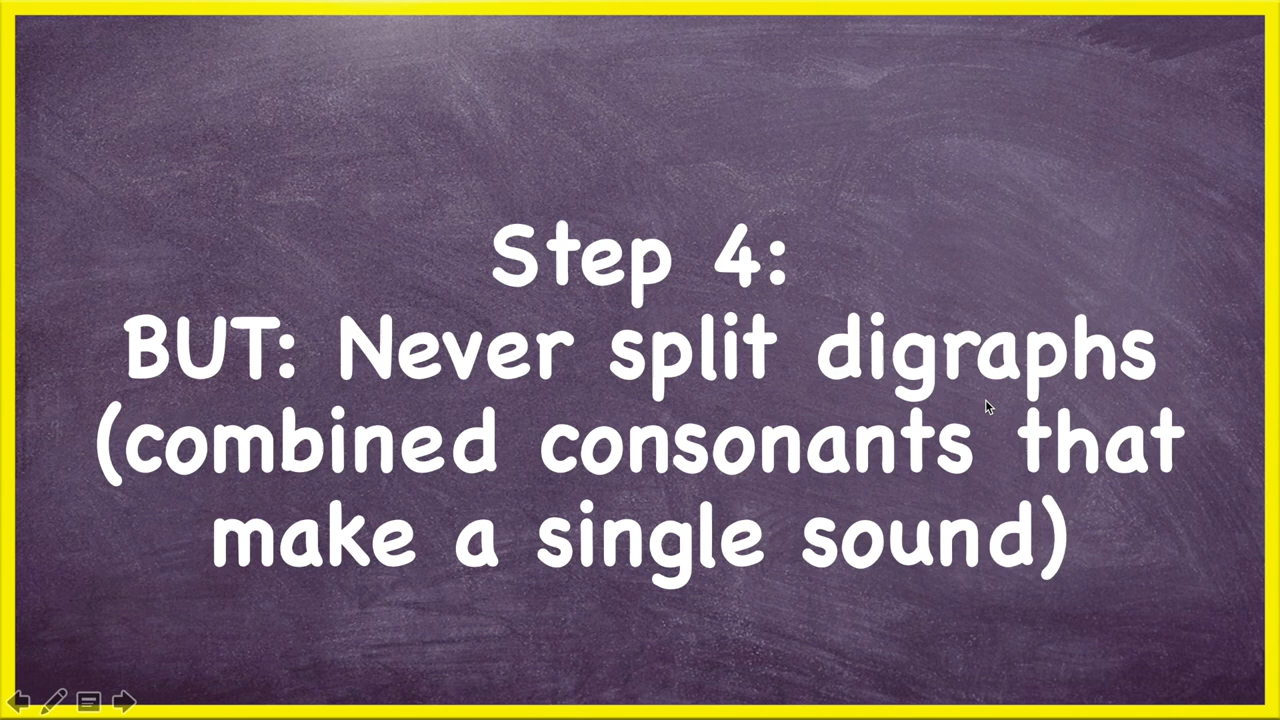 Step 4:
BUT: Never split digraphs
(combined consonants that
make a single sound)